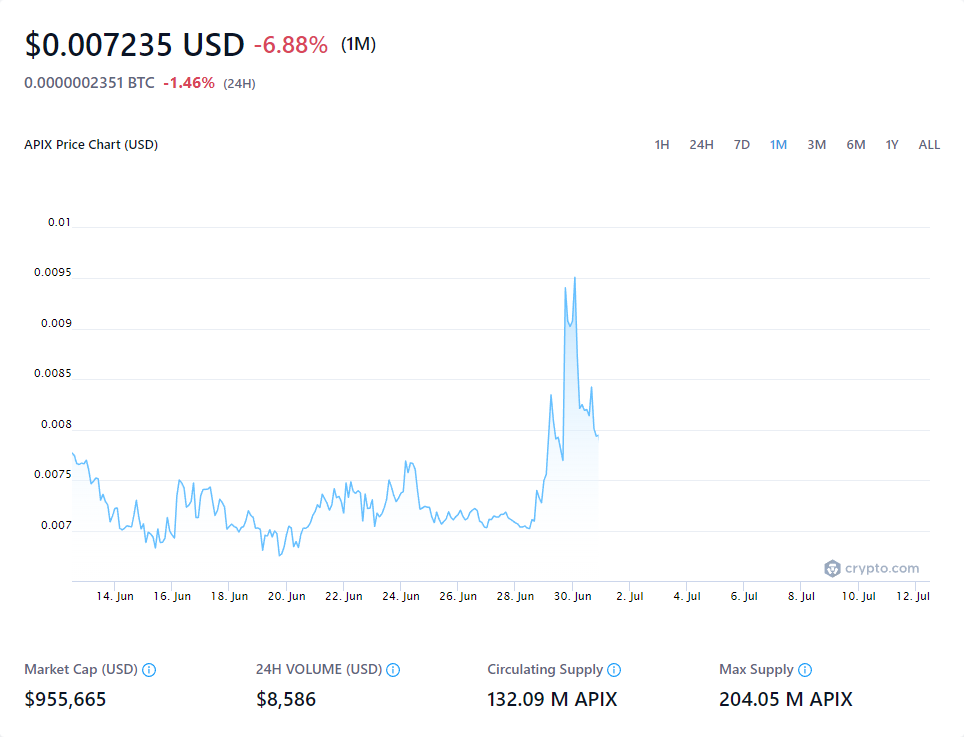 $0.007235 USD -6.88% (1M)
0.0000002351 BTC -1.46% (24H)
APIX Price Chart (USD) 1H 24H 7D 1M 3M 6M 1Y ALL
0.01
0.0095
0.009
0.0085
0.008
0.0075
0.007
crypto.com
14. Jun 16. Jun 18. Jun 20. Jun 22. Jun 24. Jun 26. Jun 28. Jun 30. Jun 2. Jul 4. Jul 6. Jul 8. Jul 10. Jul 12. Jul
Market Cap (USD) 24H VOLUME (USD) Circulating Supply Max Supply
$955,665 $8,586 132.09 M APIX 204.05 M APIX